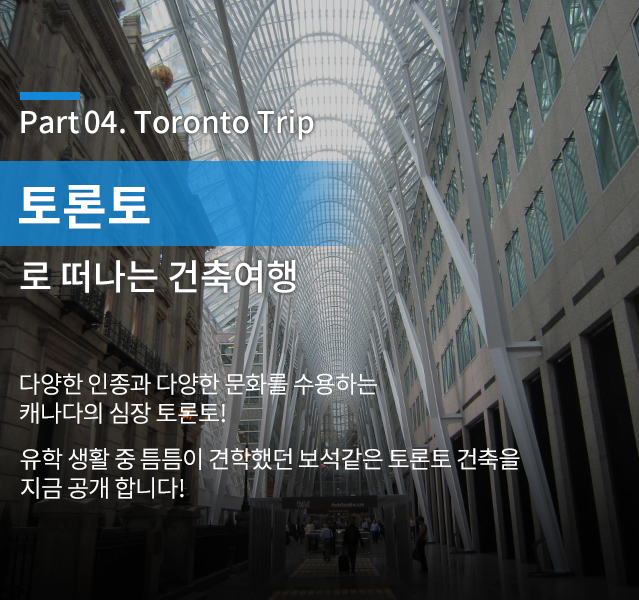 Part 04. Toronto Trip
토론토
로 떠나는 건축여행
다양한 인종과 다양한 문화를 수용하는
캐나다의 심장 토론토!
유학 생활 중 틈틈이 견학했던 보석같은 토론토 건축을
지금 공개 합니다!